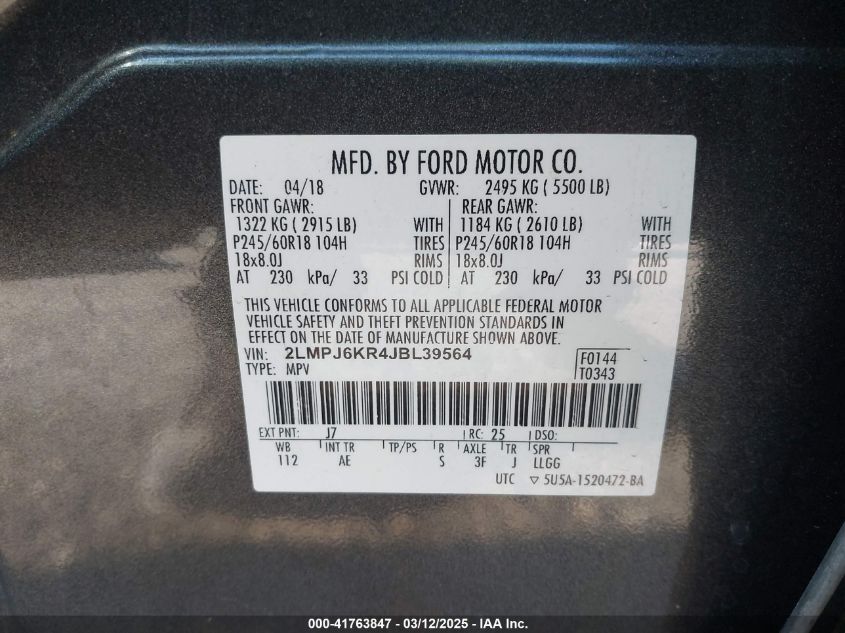 MFD. BY FORD MOTOR CO.
DATE: 04/18 GVWR: 2495 KG ( 5500 LB)
FRONT GAWR: REAR GAWR:
1322 KG ( 2915 LB) WITH 1184 KG ( 2610 LB) WITH
P245/60R18 104H TIRES P245/60R18 104H TIRES
18x8.0J RIMS 18x8.0J RIMS
AT 230 kPa/ 33 PSI COLD AT 230 kPa/ 33 PSI COLD
THIS VEHICLE CONFORMS TO ALL APPLICABLE FEDERAL MOTOR
VEHICLE SAFETY AND THEFT PREVENTION STANDARDS IN
EFFECT ON THE DATE OF MANUFACTURE SHOWN ABOVE.
VIN: 2LMPJ6KR4JBL39564 F0144
TYPE: MPV T0343
EXT PNT: J7 RC: 25 DSO:
WB INT TR TP/PS R AXLE TR SPR
112 AE S 3F J LLGG
UTC ▽ 5U5A-1520472-BA
000-41763847 - 03/12/2025 - IAA Inc.